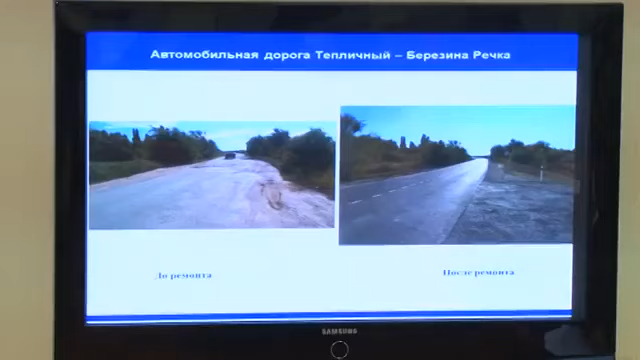 Автомобильная дорога Тепличный – Березина Речка
До ремонта
После ремонта
SAMSUNG